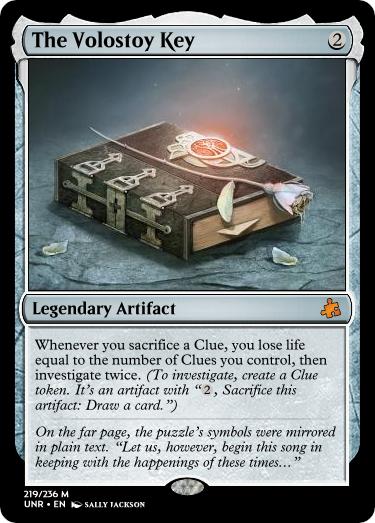 The Volostoy Key 2
Legendary Artifact
Whenever you sacrifice a Clue, you lose life
equal to the number of Clues you control, then
investigate twice. (To investigate, create a Clue
token. It's an artifact with “2, Sacrifice this
artifact: Draw a card.”)
On the far page, the puzzle's symbols were mirrored
in plain text. “Let us, however, begin this song in
keeping with the happenings of these times…”
219/236 M
UNR • EN SALLY JACKSON